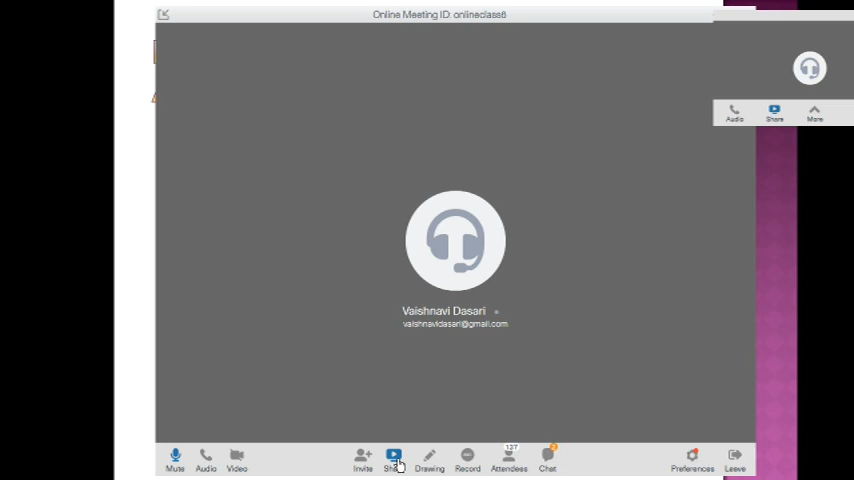 Online Meeting ID: onlineclass6
Audio
Share
More
Vaishnavi Dasari
vaishnavidasari@gmail.com
Mute
Audio
Video
Invite
Drawing
Record
Attendees
127
Chat
2
Preferences
Leave